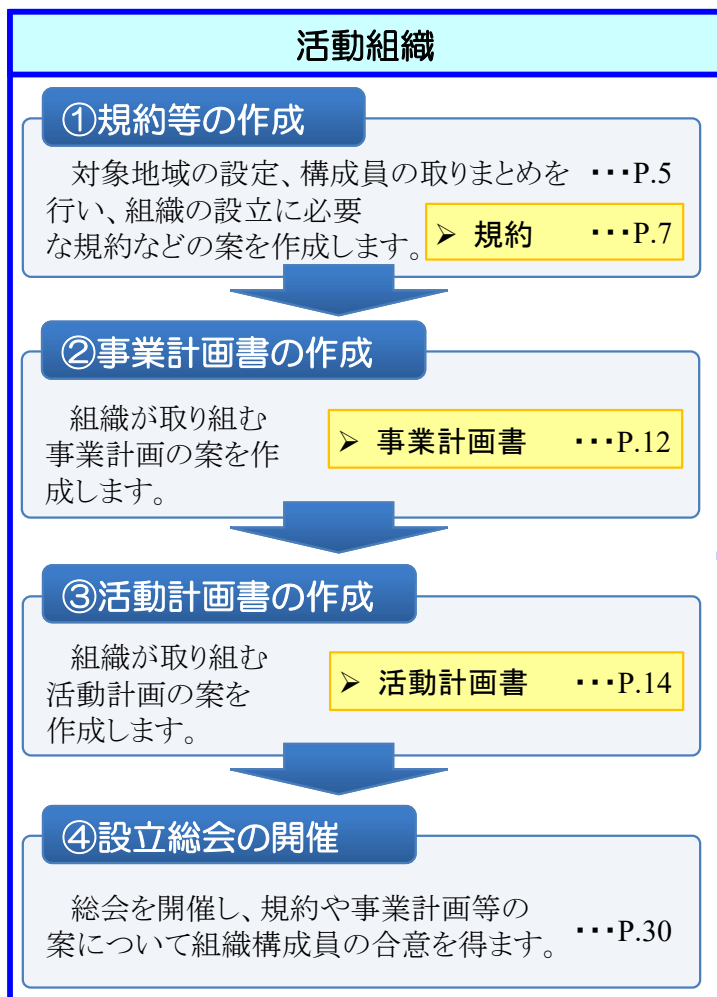 活動組織
①規約等の作成
対象地域の設定、構成員の取りまとめを ・・・P.5
行い、組織の設立に必要
な規約などの案を作成します。
➢ 規約 ・・・P.7
②事業計画書の作成
組織が取り組む
事業計画の案を作
成します。
➢ 事業計画書 ・・・P.12
③活動計画書の作成
組織が取り組む
活動計画の案を
作成します。
➢ 活動計画書 ・・・P.14
④設立総会の開催
総会を開催し、規約や事業計画等の
案について組織構成員の合意を得ます。 ・・・P.30